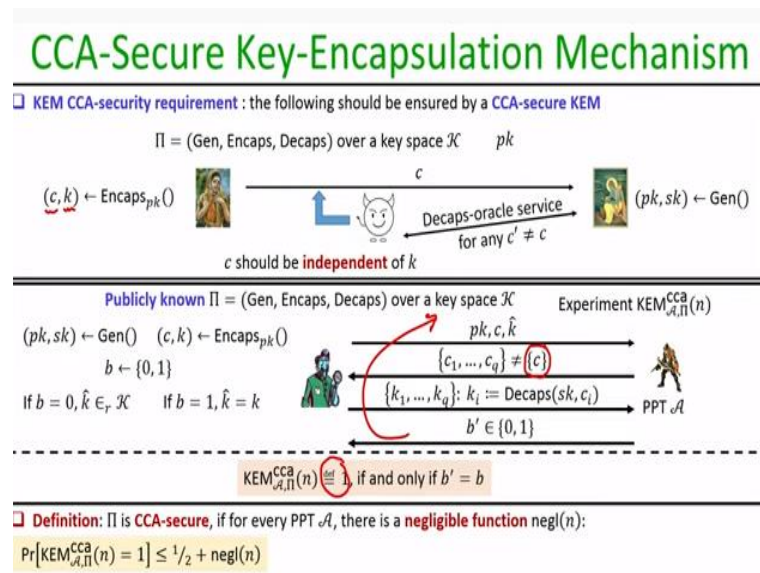 CCA-Secure Key-Encapsulation Mechanism
❑ KEM CCA-security requirement : the following should be ensured by a CCA-secure KEM
Π = (Gen, Encaps, Decaps) over a key space 𝒦 pk
c
(c, k) ← Encaps_pk()
(pk, sk) ← Gen()
Decaps-oracle service
for any c′ ≠ c
c should be independent of k
Publicly known Π = (Gen, Encaps, Decaps) over a key space 𝒦
Experiment KEM^cca_𝒜,Π(n)
(pk, sk) ← Gen() (c, k) ← Encaps_pk()
pk, c, k̂
b ← {0, 1}
{c₁, ..., c_q} ≠ {c}
If b = 0, k̂ ∈_r 𝒦 If b = 1, k̂ = k
{k₁, ..., k_q}: k_i := Decaps(sk, c_i)
PPT 𝒜
b′ ∈ {0, 1}
KEM^cca_𝒜,Π(n) ≝ 1, if and only if b′ = b
❑ Definition: Π is CCA-secure, if for every PPT 𝒜, there is a negligible function negl(n):
Pr[KEM^cca_𝒜,Π(n) = 1] ≤ ½ + negl(n)